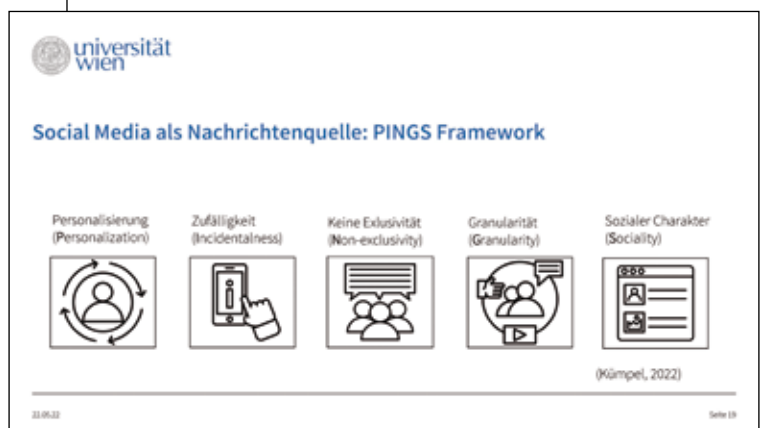 universität
wien
Social Media als Nachrichtenquelle: PINGS Framework
Personalisierung
(Personalization)
Zufälligkeit
(Incidentalness)
Keine Exlusivität
(Non-exclusivity)
Granularität
(Granularity)
Sozialer Charakter
(Sociality)
(Kümpel, 2022)
22.05.22
Seite 19